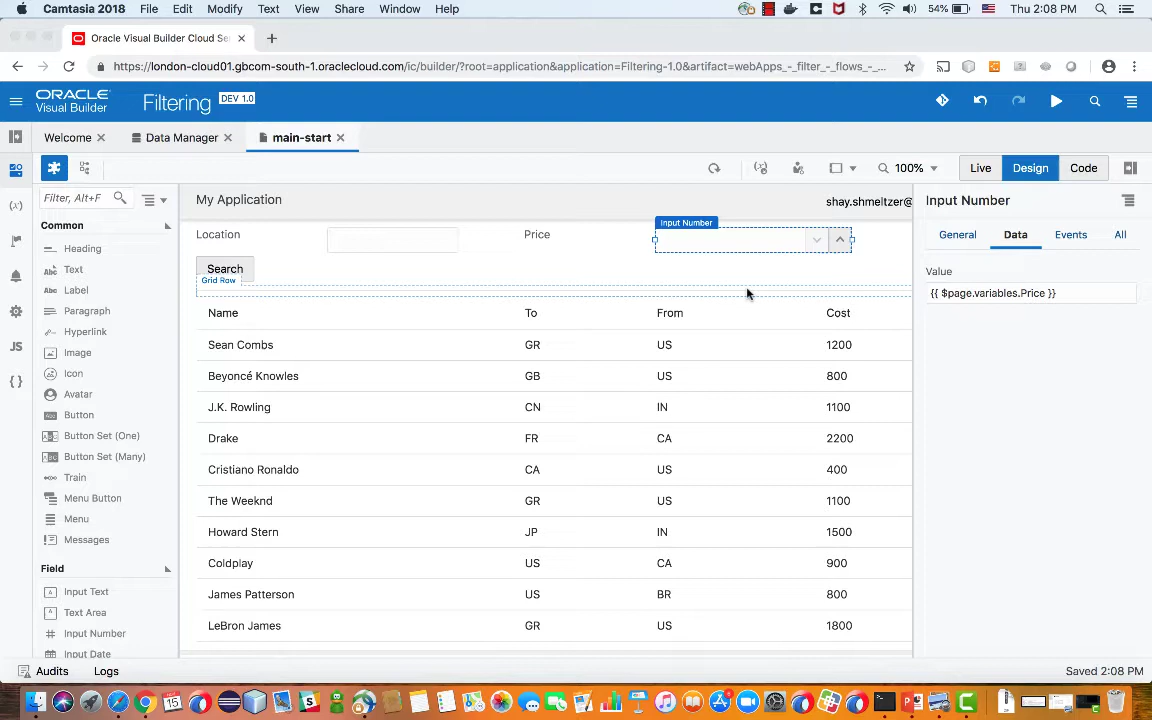 Camtasia 2018 File Edit Modify Text View Share Window Help 54% Thu 2:08 PM
Oracle Visual Builder Cloud Se
https://london-cloud01.gbcom-south-1.oraclecloud.com/ic/builder/?root=application&application=Filtering-1.0&artifact=webApps_-_filter_-_flows_-_...
ORACLE Visual Builder Filtering DEV 1.0
Welcome Data Manager main-start
100% Live Design Code
Filter, Alt+F
My Application
shay.shmeltzer@
Input Number
Common
Heading
Text
Label
Paragraph
Hyperlink
Image
Icon
Avatar
Button
Button Set (One)
Button Set (Many)
Train
Menu Button
Menu
Messages
Field
Input Text
Text Area
Input Number
Input Date
Input Number
Location Price
Search
Grid Row
Name To From Cost
Sean Combs GR US 1200
Beyoncé Knowles GB US 800
J.K. Rowling CN IN 1100
Drake FR CA 2200
Cristiano Ronaldo CA US 400
The Weeknd GR US 1100
Howard Stern JP IN 1500
Coldplay US CA 900
James Patterson US BR 800
LeBron James GR US 1800
General Data Events All
Value
{{ $page.variables.Price }}
Audits Logs Saved 2:08 PM